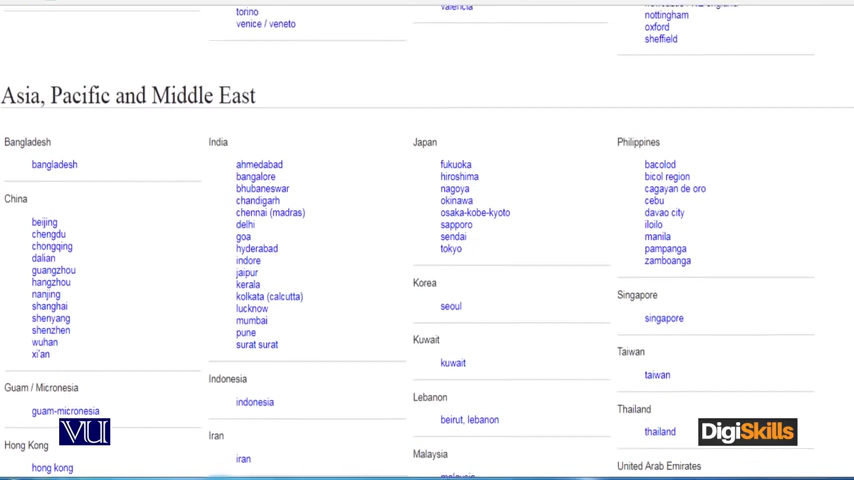 torino
venice / veneto
valencia
nottingham
oxford
sheffield
Asia, Pacific and Middle East
Bangladesh
bangladesh
China
beijing
chengdu
chongqing
dalian
guangzhou
hangzhou
nanjing
shanghai
shenyang
shenzhen
wuhan
xi'an
Guam / Micronesia
guam-micronesia
Hong Kong
hong kong
India
ahmedabad
bangalore
bhubaneswar
chandigarh
chennai (madras)
delhi
goa
hyderabad
indore
jaipur
kerala
kolkata (calcutta)
lucknow
mumbai
pune
surat surat
Indonesia
indonesia
Iran
iran
Japan
fukuoka
hiroshima
nagoya
okinawa
osaka-kobe-kyoto
sapporo
sendai
tokyo
Korea
seoul
Kuwait
kuwait
Lebanon
beirut, lebanon
Malaysia
malaysia
Philippines
bacolod
bicol region
cagayan de oro
cebu
davao city
iloilo
manila
pampanga
zamboanga
Singapore
singapore
Taiwan
taiwan
Thailand
thailand
United Arab Emirates
VU
DigiSkills